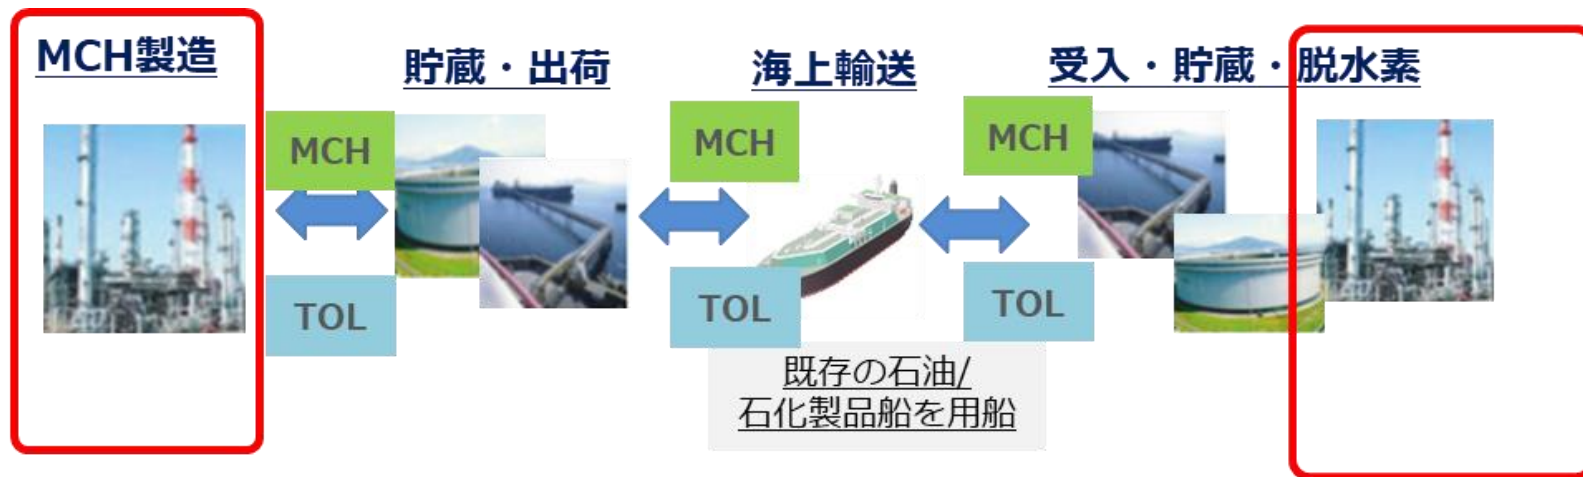 MCH製造
貯蔵・出荷
海上輸送
受入・貯蔵・脱水素
MCH
MCH
MCH
TOL
TOL
TOL
既存の石油/
石化製品船を用船